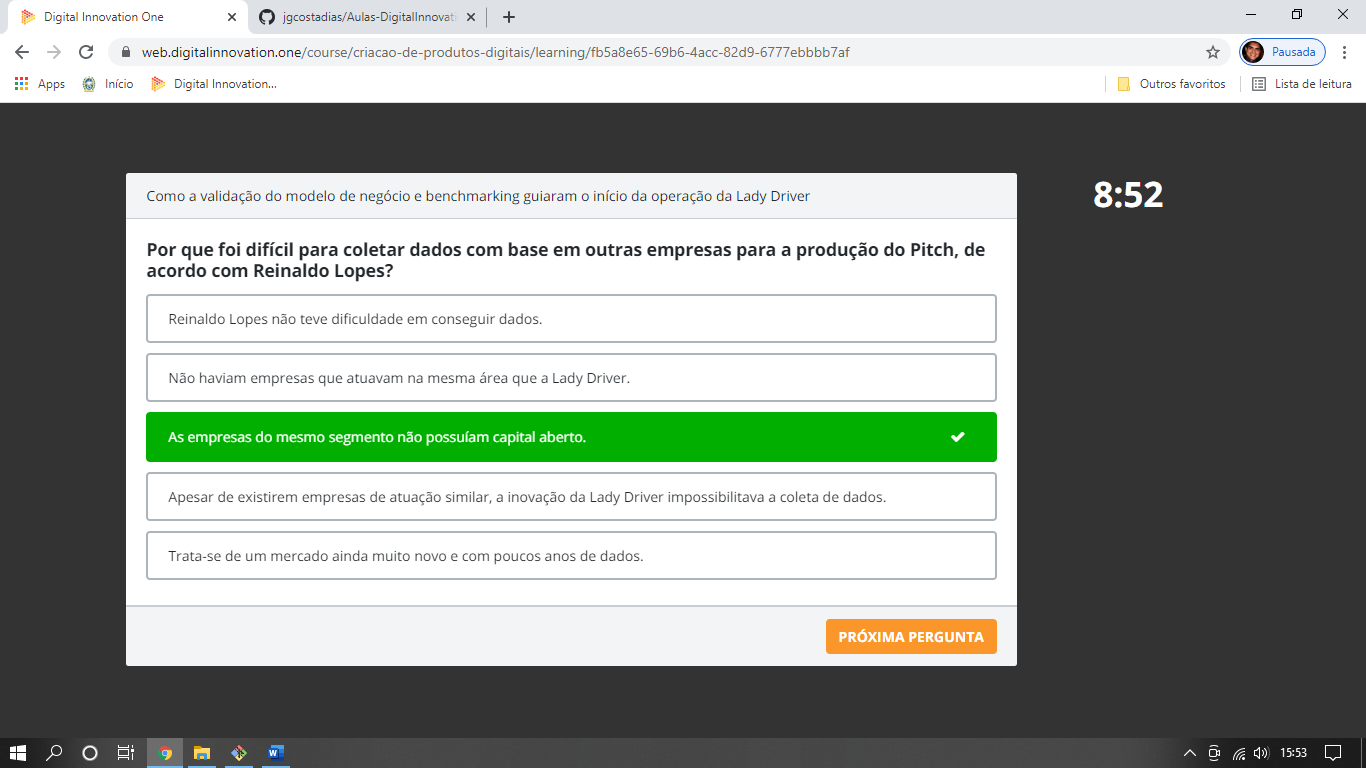 Digital Innovation One
jgcostadias/Aulas-DigitalInnovati
web.digitalinnovation.one/course/criacao-de-produtos-digitais/learning/fb5a8e65-69b6-4acc-82d9-6777ebbbb7af
Pausada
Apps
Início
Digital Innovation...
Outros favoritos
Lista de leitura
Como a validação do modelo de negócio e benchmarking guiaram o início da operação da Lady Driver
8:52
Por que foi difícil para coletar dados com base em outras empresas para a produção do Pitch, de
acordo com Reinaldo Lopes?
Reinaldo Lopes não teve dificuldade em conseguir dados.
Não haviam empresas que atuavam na mesma área que a Lady Driver.
As empresas do mesmo segmento não possuíam capital aberto.
Apesar de existirem empresas de atuação similar, a inovação da Lady Driver impossibilitava a coleta de dados.
Trata-se de um mercado ainda muito novo e com poucos anos de dados.
PRÓXIMA PERGUNTA
15:53